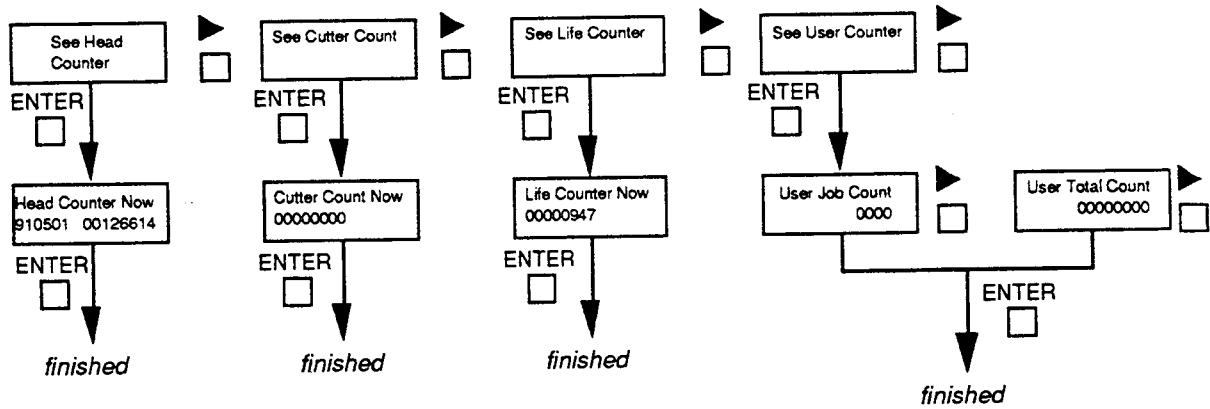 See Head
Counter
See Cutter Count
See Life Counter
See User Counter
ENTER
ENTER
ENTER
ENTER
Head Counter Now
910501 00126614
Cutter Count Now
00000000
Life Counter Now
00000947
User Job Count
0000
User Total Count
00000000
ENTER
ENTER
ENTER
ENTER
finished
finished
finished
finished